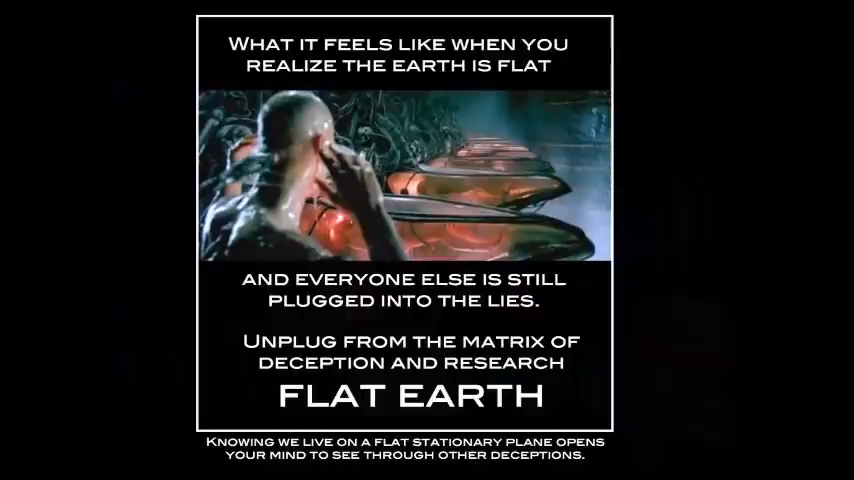 What it feels like when you
realize the Earth is flat
and everyone else is still
plugged into the lies.
Unplug from the matrix of
deception and research
FLAT EARTH
Knowing we live on a flat stationary plane opens
your mind to see through other deceptions.